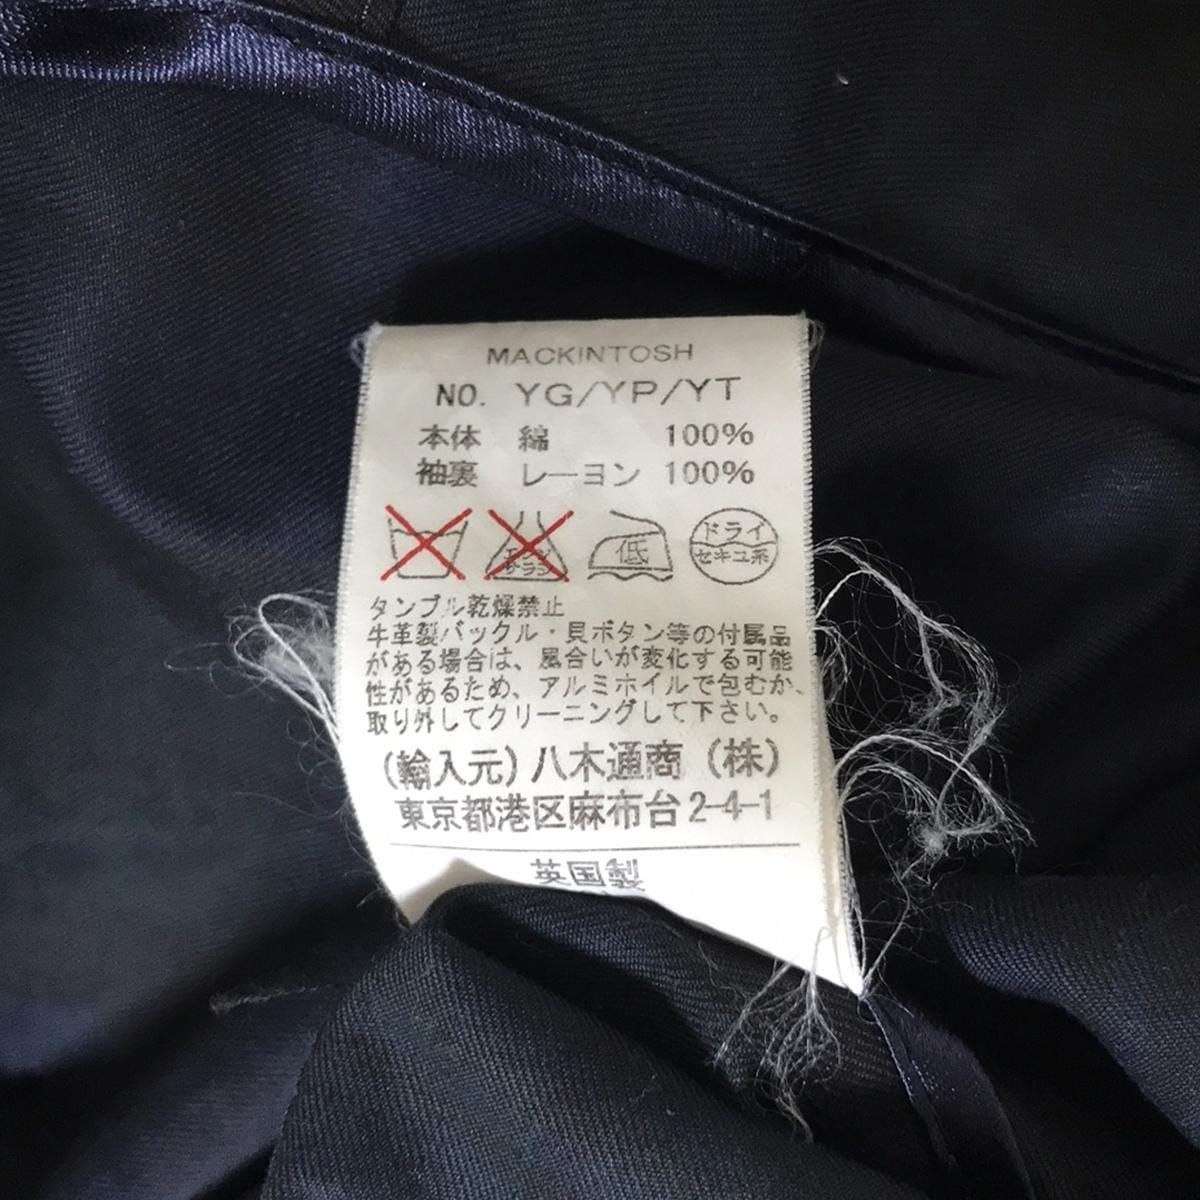 MACKINTOSH
NO. YG/YP/YT
本体 綿 100%
袖裏 レーヨン 100%
エンソ サラシ 低 ドライ セキユ系
タンブル乾燥禁止
牛革製バックル・貝ボタン等の付属品
がある場合は、風合いが変化する可能
性があるため、アルミホイルで包むか、
取り外してクリーニングして下さい。
(輸入元) 八木通商 (株)
東京都港区麻布台2-4-1
英国製